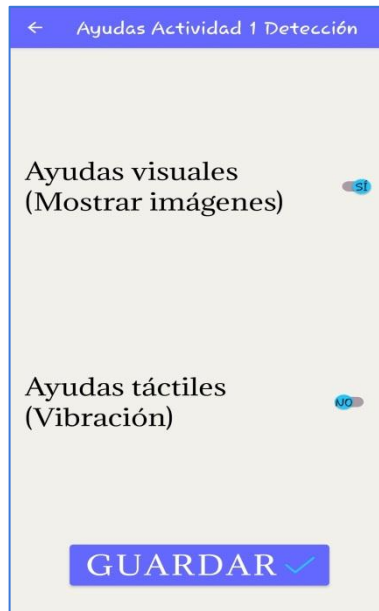 Ayudas Actividad 1 Detección
Ayudas visuales
(Mostrar imágenes)
SÍ
Ayudas táctiles
(Vibración)
NO
GUARDAR